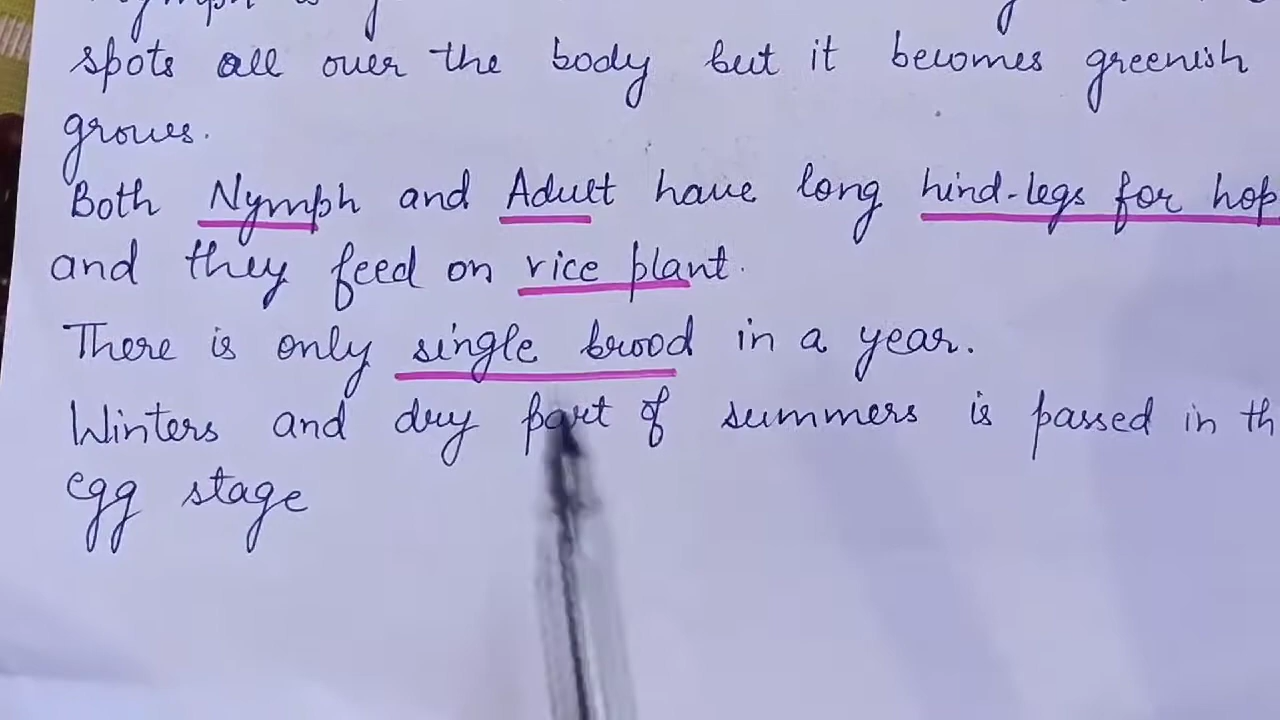 spots all over the body but it becomes greenish
grows.
Both Nymph and Adult have long hind-legs for hop
and they feed on rice plant.
There is only single brood in a year.
Winters and dry part of summers is passed in th
egg stage